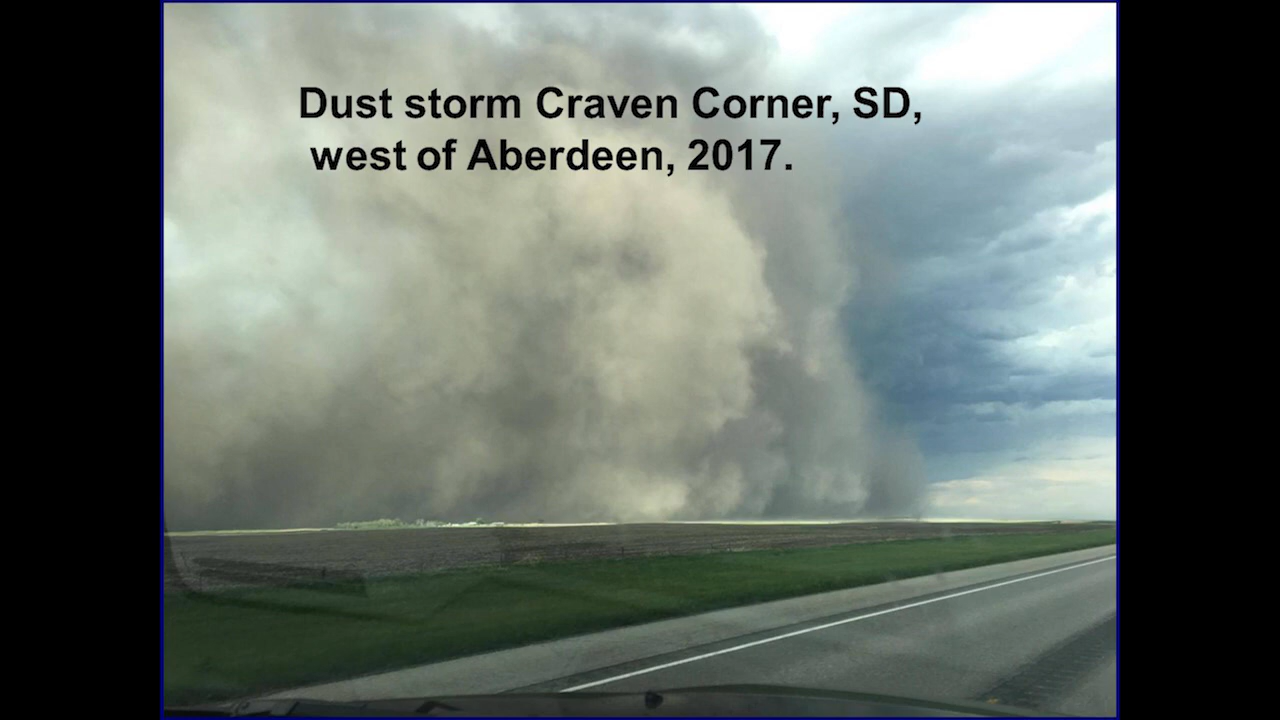 Dust storm Craven Corner, SD,
west of Aberdeen, 2017.